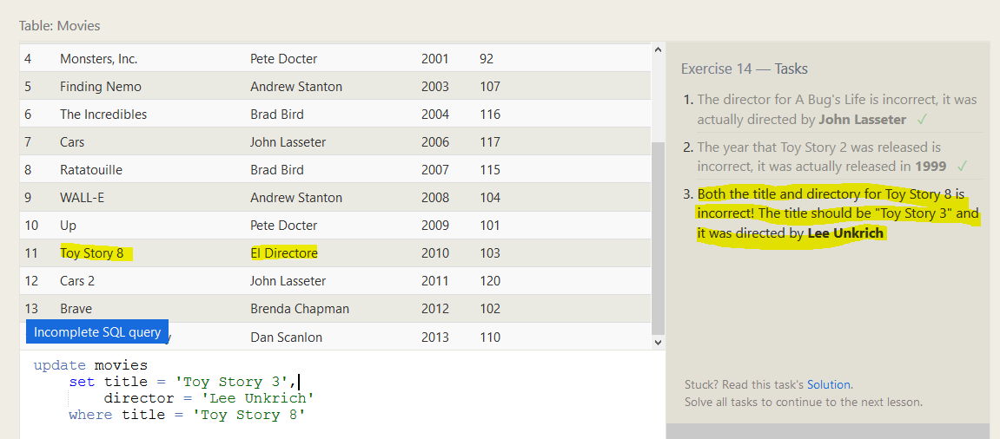 Table: Movies
4 Monsters, Inc. Pete Docter 2001 92
5 Finding Nemo Andrew Stanton 2003 107
6 The Incredibles Brad Bird 2004 116
7 Cars John Lasseter 2006 117
8 Ratatouille Brad Bird 2007 115
9 WALL-E Andrew Stanton 2008 104
10 Up Pete Docter 2009 101
11 Toy Story 8 El Directore 2010 103
12 Cars 2 John Lasseter 2011 120
13 Brave Brenda Chapman 2012 102
Dan Scanlon 2013 110
Incomplete SQL query
update movies
set title = 'Toy Story 3',
director = 'Lee Unkrich'
where title = 'Toy Story 8'
Exercise 14 — Tasks
1. The director for A Bug's Life is incorrect, it was
actually directed by John Lasseter ✓
2. The year that Toy Story 2 was released is
incorrect, it was actually released in 1999 ✓
3. Both the title and directory for Toy Story 8 is
incorrect! The title should be "Toy Story 3" and
it was directed by Lee Unkrich
Stuck? Read this task's Solution.
Solve all tasks to continue to the next lesson.